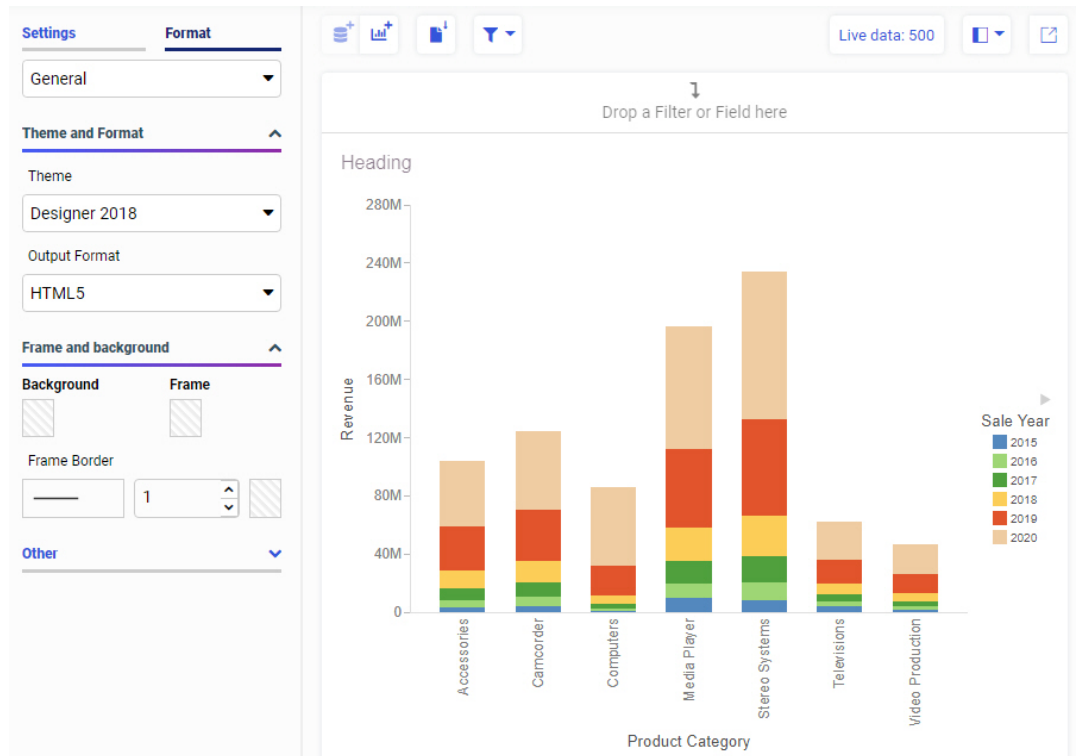 Settings
Format
General
Theme and Format
Theme
Designer 2018
Output Format
HTML5
Frame and background
Background
Frame
Frame Border
1
Other
Live data: 500
Drop a Filter or Field here
Heading
280M
240M
200M
160M
120M
80M
40M
0
Revenue
Accessories
Camcorder
Computers
Media Player
Stereo Systems
Televisions
Video Production
Product Category
Sale Year
2015
2016
2017
2018
2019
2020